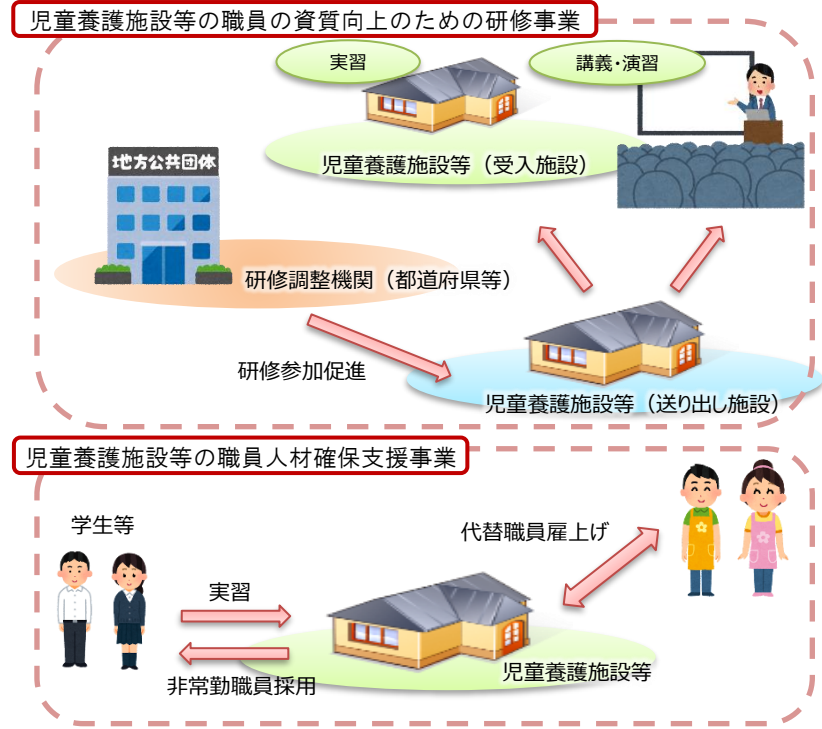 児童養護施設等の職員の資質向上のための研修事業
実習
講義・演習
地方公共団体
児童養護施設等（受入施設）
研修調整機関（都道府県等）
研修参加促進
児童養護施設等（送り出し施設）
児童養護施設等の職員人材確保支援事業
学生等
代替職員雇上げ
実習
児童養護施設等
非常勤職員採用